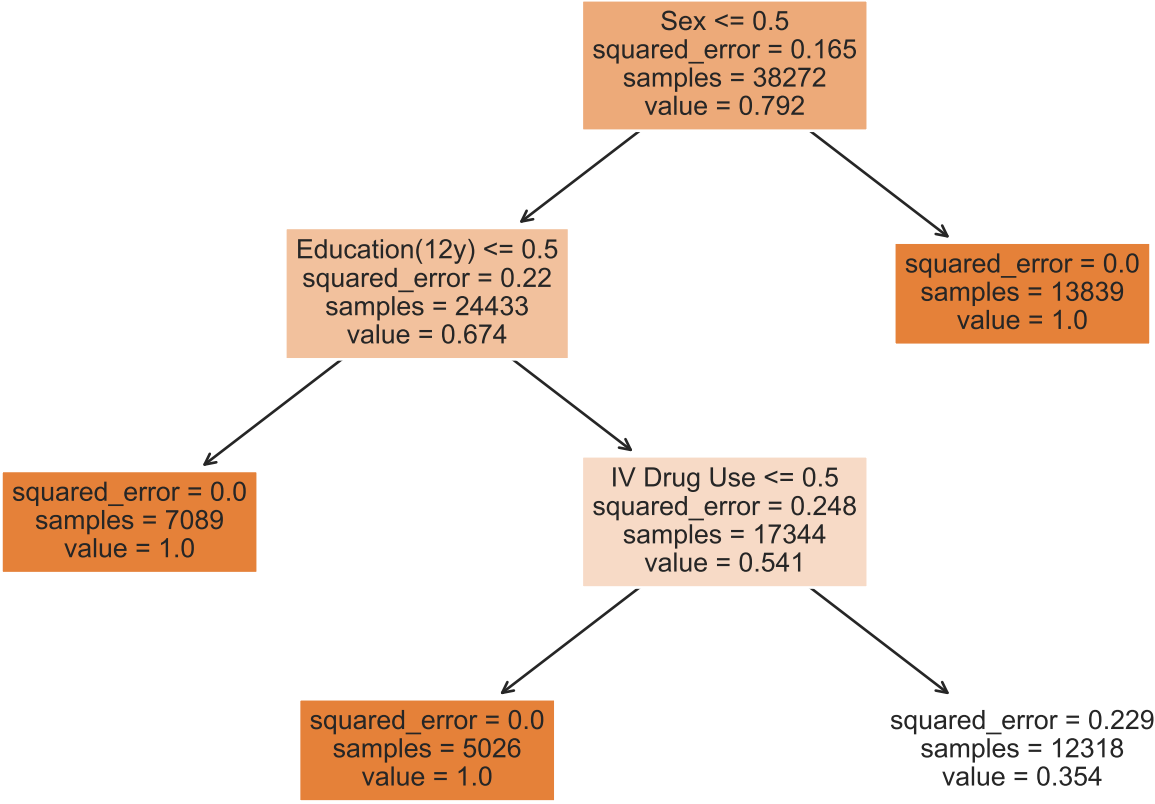 Sex <= 0.5
squared_error = 0.165
samples = 38272
value = 0.792
Education(12y) <= 0.5
squared_error = 0.22
samples = 24433
value = 0.674
squared_error = 0.0
samples = 13839
value = 1.0
squared_error = 0.0
samples = 7089
value = 1.0
IV Drug Use <= 0.5
squared_error = 0.248
samples = 17344
value = 0.541
squared_error = 0.0
samples = 5026
value = 1.0
squared_error = 0.229
samples = 12318
value = 0.354